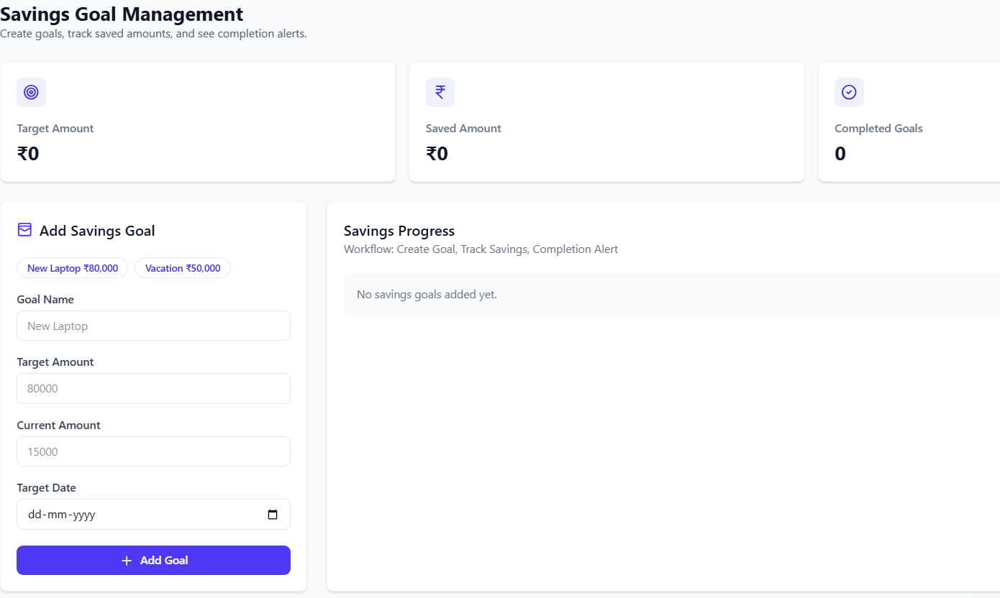 Savings Goal Management
Create goals, track saved amounts, and see completion alerts.
Target Amount
₹0
Saved Amount
₹0
Completed Goals
0
Add Savings Goal
New Laptop ₹80,000
Vacation ₹50,000
Goal Name
New Laptop
Target Amount
80000
Current Amount
15000
Target Date
dd-mm-yyyy
Add Goal
Savings Progress
Workflow: Create Goal, Track Savings, Completion Alert
No savings goals added yet.